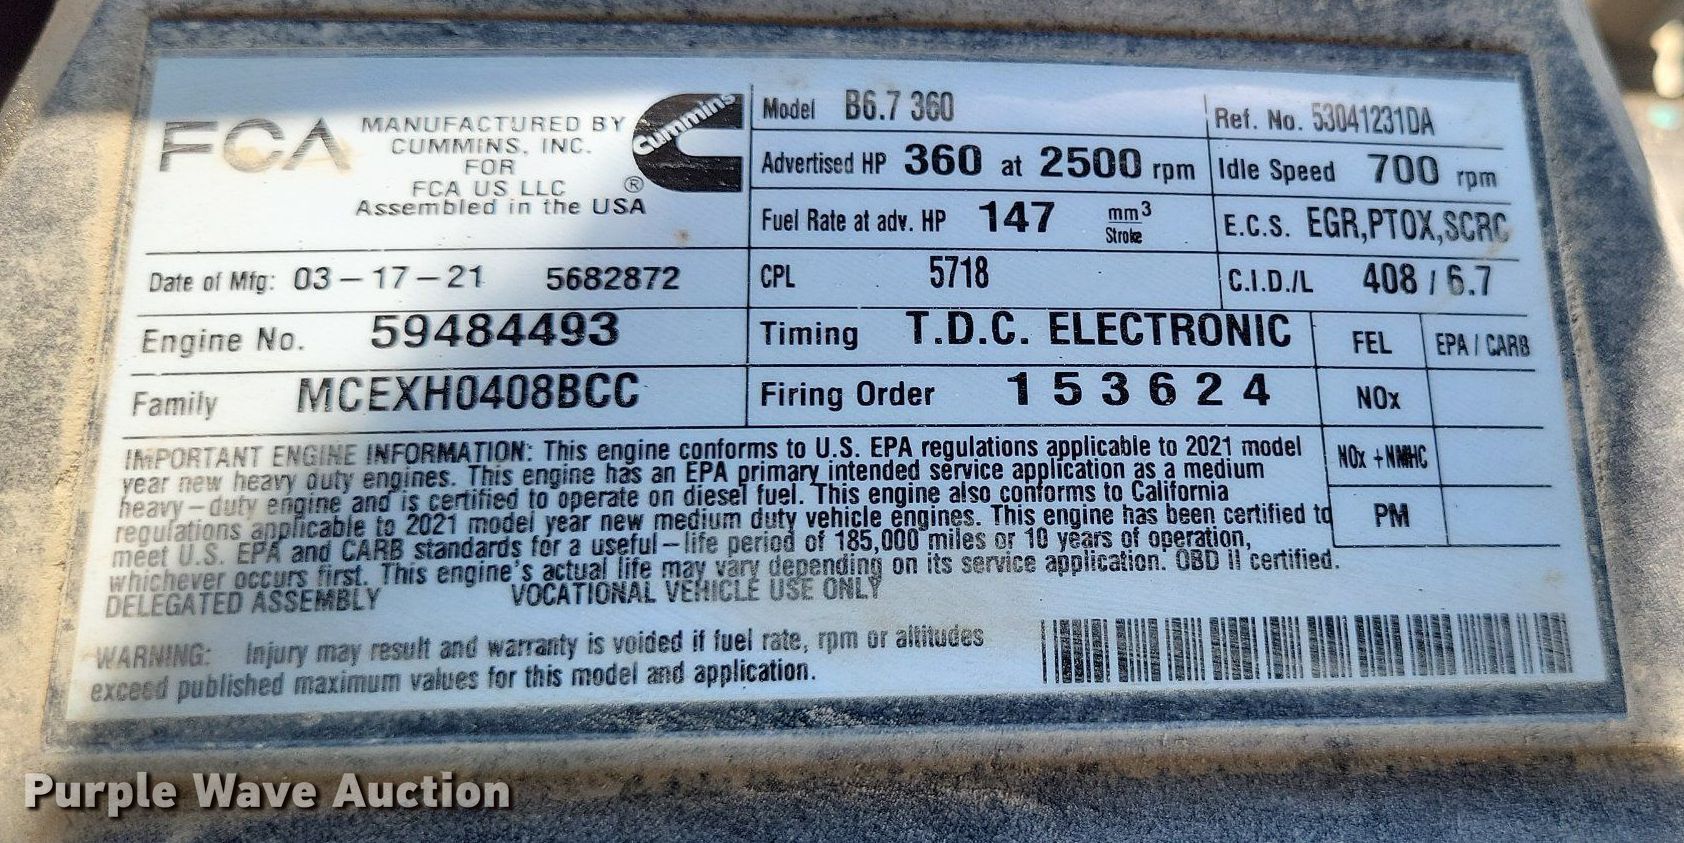 FCA
MANUFACTURED BY
CUMMINS, INC.
FOR
FCA US LLC
Assembled in the USA
Cummins
®
Model B6.7 360
Ref. No. 53041231DA
Advertised HP 360 at 2500 rpm
Idle Speed 700 rpm
Fuel Rate at adv. HP 147 mm3
Stroke
E.C.S. EGR,PTOX,SCRC
Date of Mfg: 03-17-21 5682872
CPL 5718
C.I.D./L 408 / 6.7
Engine No. 59484493
Timing T.D.C. ELECTRONIC
FEL EPA / CARB
Family MCEXH0408BCC
Firing Order 1 5 3 6 2 4
NOx
NOx +NMHC
PM
IMPORTANT ENGINE INFORMATION: This engine conforms to U.S. EPA regulations applicable to 2021 model
year new heavy duty engines. This engine has an EPA primary intended service application as a medium
heavy-duty engine and is certified to operate on diesel fuel. This engine also conforms to California
regulations applicable to 2021 model year new medium duty vehicle engines. This engine has been certified to
meet U.S. EPA and CARB standards for a useful-life period of 185,000 miles or 10 years of operation,
whichever occurs first. This engine's actual life may vary depending on its service application. OBD II certified.
DELEGATED ASSEMBLY VOCATIONAL VEHICLE USE ONLY
WARNING: Injury may result and warranty is voided if fuel rate, rpm or altitudes
exceed published maximum values for this model and application.
Purple Wave Auction